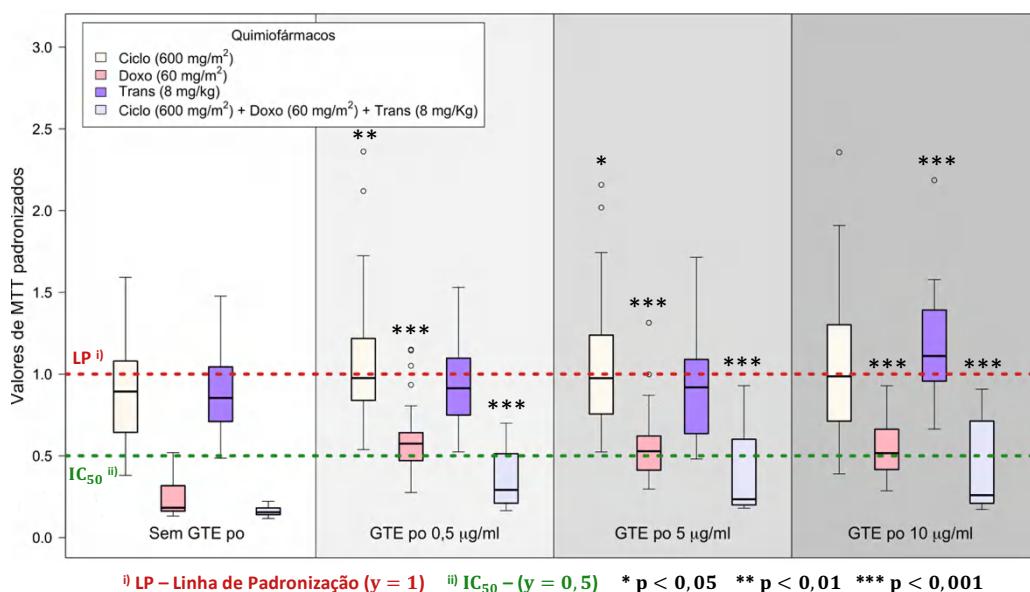 Quimiofármacos
Ciclo (600 mg/m²)
Doxo (60 mg/m²)
Trans (8 mg/kg)
Ciclo (600 mg/m²) + Doxo (60 mg/m²) + Trans (8 mg/Kg)
Valores de MTT padronizados
3.0
2.5
2.0
1.5
1.0
0.5
0.0
** * ***
*** *** *** *** ***
***
LP i)
IC₅₀ ii)
Sem GTE po GTE po 0,5 µg/ml GTE po 5 µg/ml GTE po 10 µg/ml
i) LP – Linha de Padronização (y = 1) ii) IC₅₀ – (y = 0, 5) * p < 0, 05 ** p < 0, 01 *** p < 0, 001